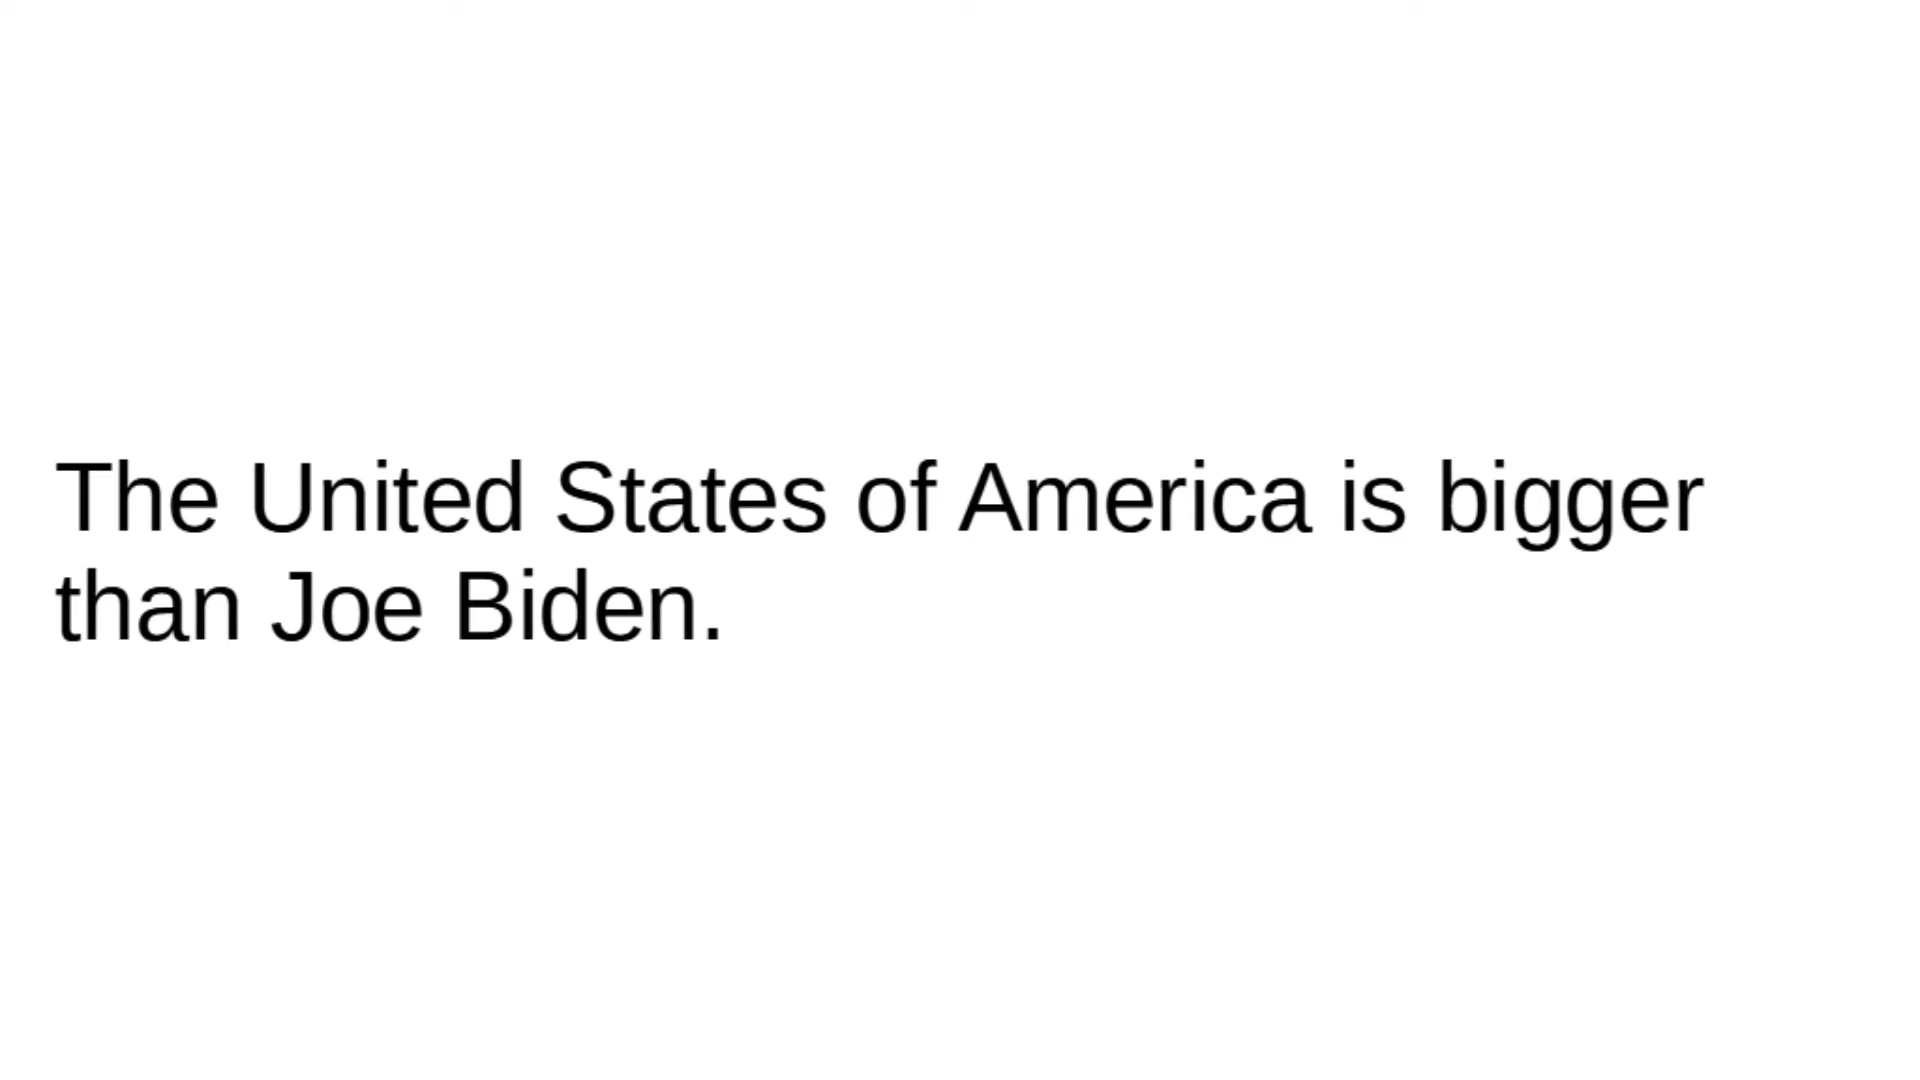 The United States of America is bigger
than Joe Biden.